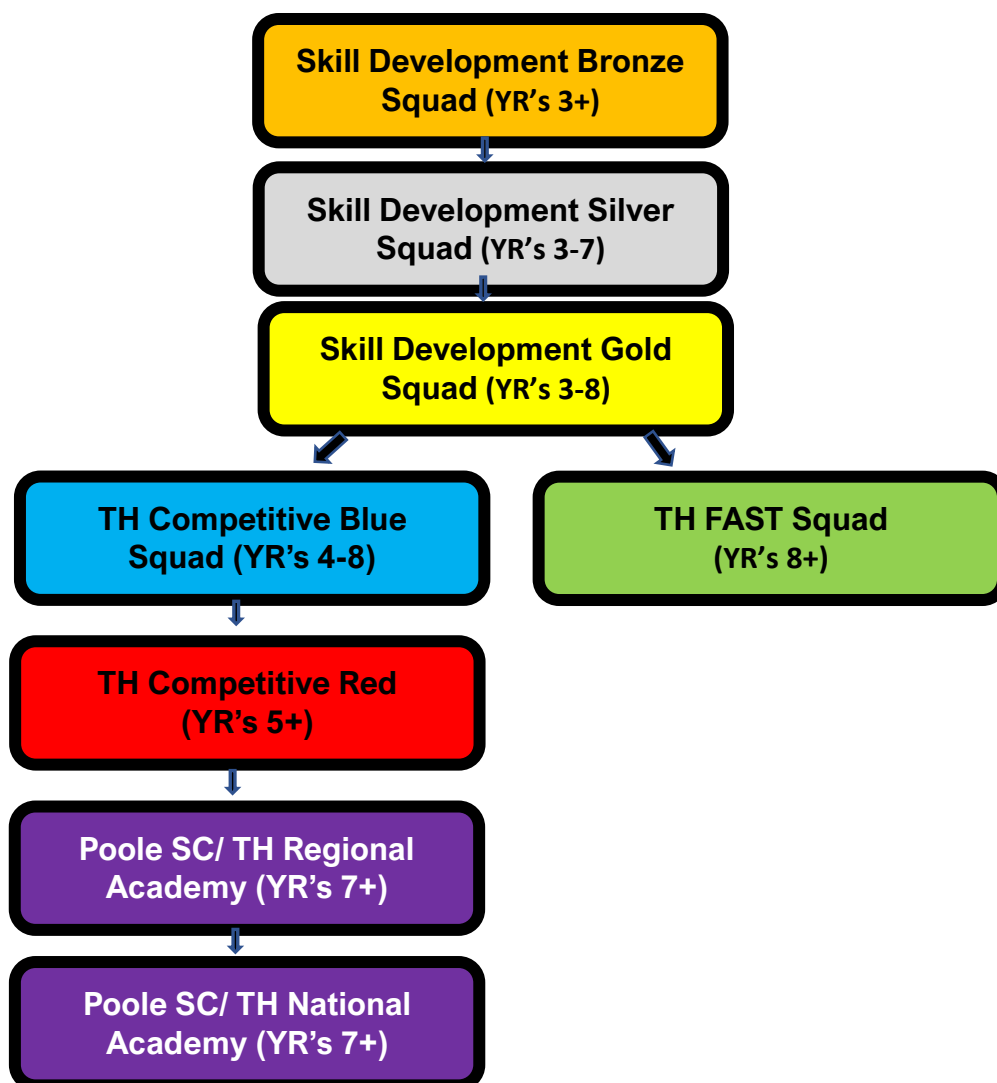 Skill Development Bronze
Squad (YR’s 3+)
Skill Development Silver
Squad (YR’s 3-7)
Skill Development Gold
Squad (YR’s 3-8)
TH Competitive Blue
Squad (YR’s 4-8)
TH FAST Squad
(YR’s 8+)
TH Competitive Red
(YR’s 5+)
Poole SC/ TH Regional
Academy (YR’s 7+)
Poole SC/ TH National
Academy (YR’s 7+)